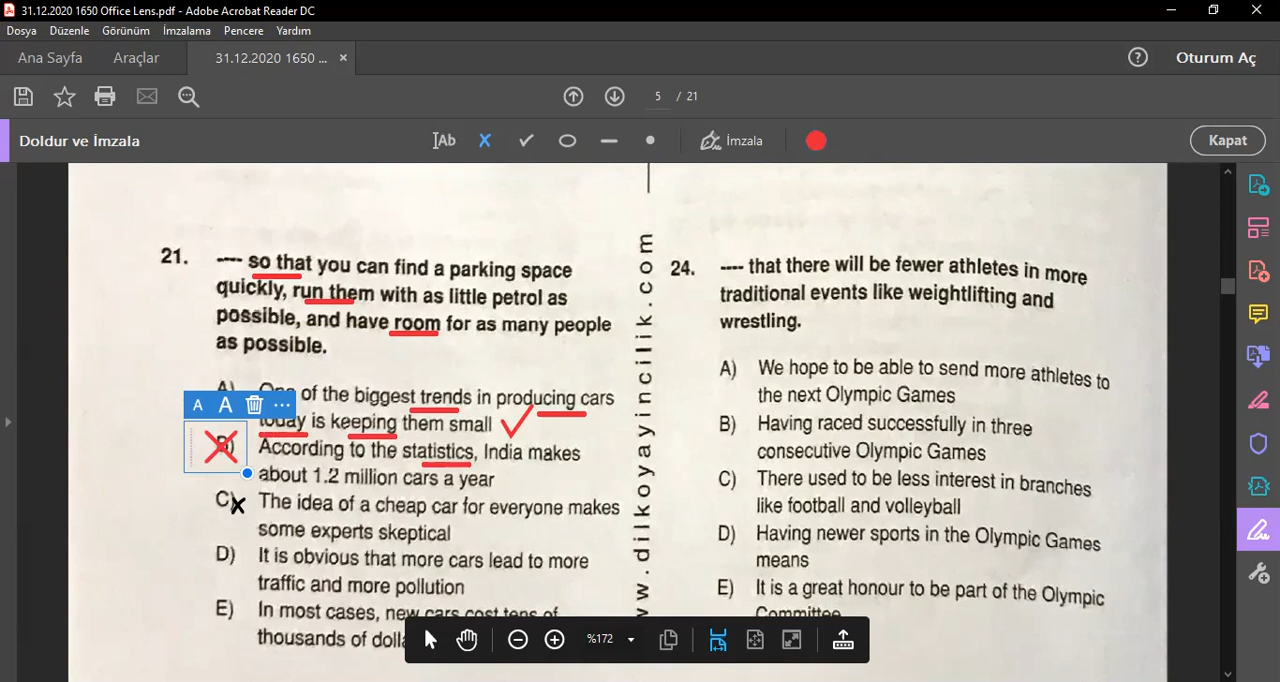 31.12.2020 1650 Office Lens.pdf - Adobe Acrobat Reader DC
Dosya Düzenle Görünüm İmzalama Pencere Yardım
Ana Sayfa Araçlar 31.12.2020 1650 ... × Oturum Aç
5 / 21
Doldur ve İmzala Ab İmzala Kapat
21. ---- so that you can find a parking space
quickly, run them with as little petrol as
possible, and have room for as many people
as possible.
A) One of the biggest trends in producing cars
today is keeping them small
B) According to the statistics, India makes
about 1.2 million cars a year
C) The idea of a cheap car for everyone makes
some experts skeptical
D) It is obvious that more cars lead to more
traffic and more pollution
E) In most cases, new cars cost tens of
thousands of
A A ...
w.dilkoyayincilik.com
24. ---- that there will be fewer athletes in more
traditional events like weightlifting and
wrestling.
A) We hope to be able to send more athletes to
the next Olympic Games
B) Having raced successfully in three
consecutive Olympic Games
C) There used to be less interest in branches
like football and volleyball
D) Having newer sports in the Olympic Games
means
E) It is a great honour to be part of the Olympic
Committee
%172